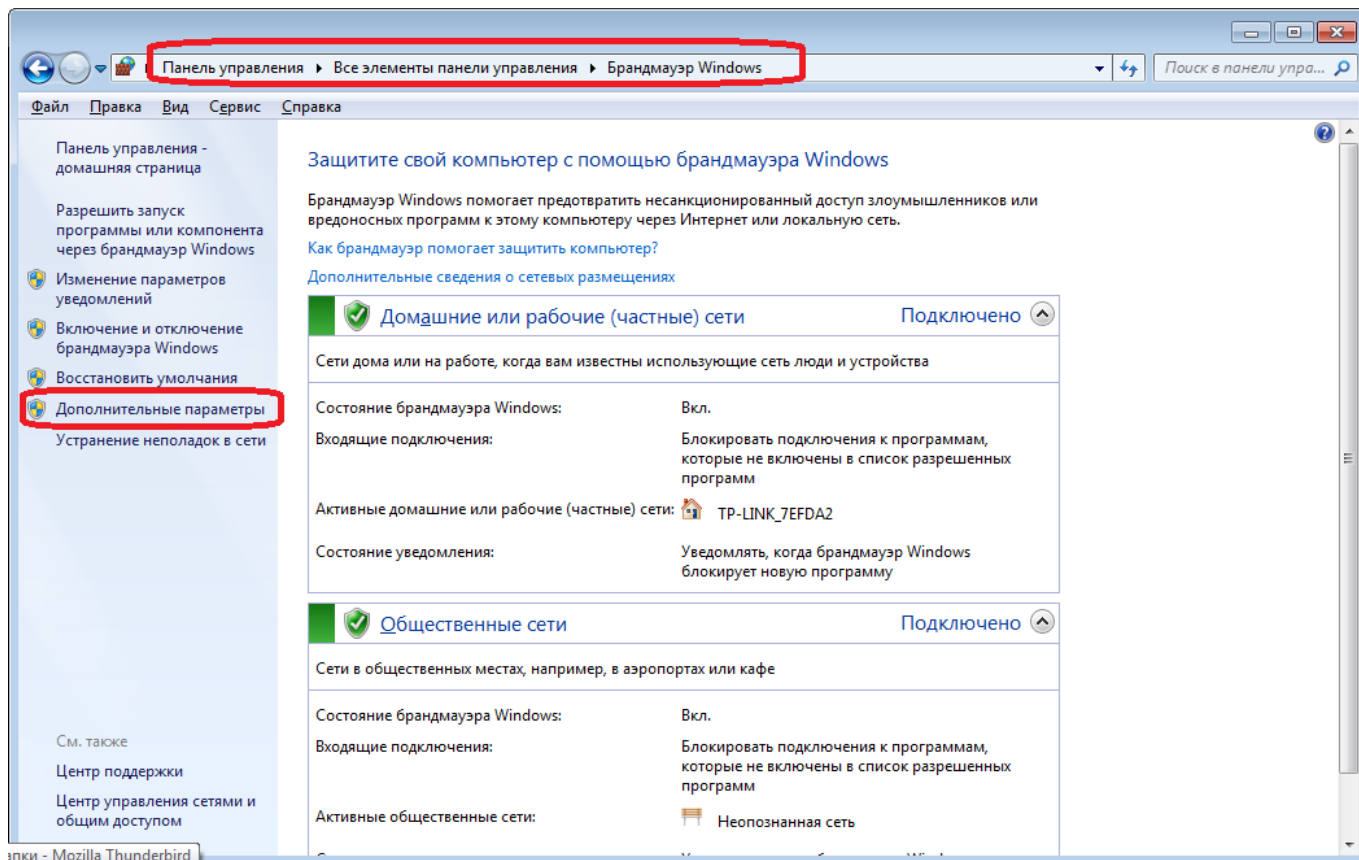 Панель управления ▸ Все элементы панели управления ▸ Брандмауэр Windows
Поиск в панели упра...
Файл Правка Вид Сервис Справка
Панель управления -
домашняя страница
Разрешить запуск
программы или компонента
через брандмауэр Windows
Изменение параметров
уведомлений
Включение и отключение
брандмауэра Windows
Восстановить умолчания
Дополнительные параметры
Устранение неполадок в сети
См. также
Центр поддержки
Центр управления сетями и
общим доступом
Защитите свой компьютер с помощью брандмауэра Windows
Брандмауэр Windows помогает предотвратить несанкционированный доступ злоумышленников или
вредоносных программ к этому компьютеру через Интернет или локальную сеть.
Как брандмауэр помогает защитить компьютер?
Дополнительные сведения о сетевых размещениях
Домашние или рабочие (частные) сети Подключено
Сети дома или на работе, когда вам известны использующие сеть люди и устройства
Состояние брандмауэра Windows: Вкл.
Входящие подключения: Блокировать подключения к программам,
которые не включены в список разрешенных
программ
Активные домашние или рабочие (частные) сети: TP-LINK_7EFDA2
Состояние уведомления: Уведомлять, когда брандмауэр Windows
блокирует новую программу
Общественные сети Подключено
Сети в общественных местах, например, в аэропортах или кафе
Состояние брандмауэра Windows: Вкл.
Входящие подключения: Блокировать подключения к программам,
которые не включены в список разрешенных
программ
Активные общественные сети: Неопознанная сеть
- Mozilla Thunderbird